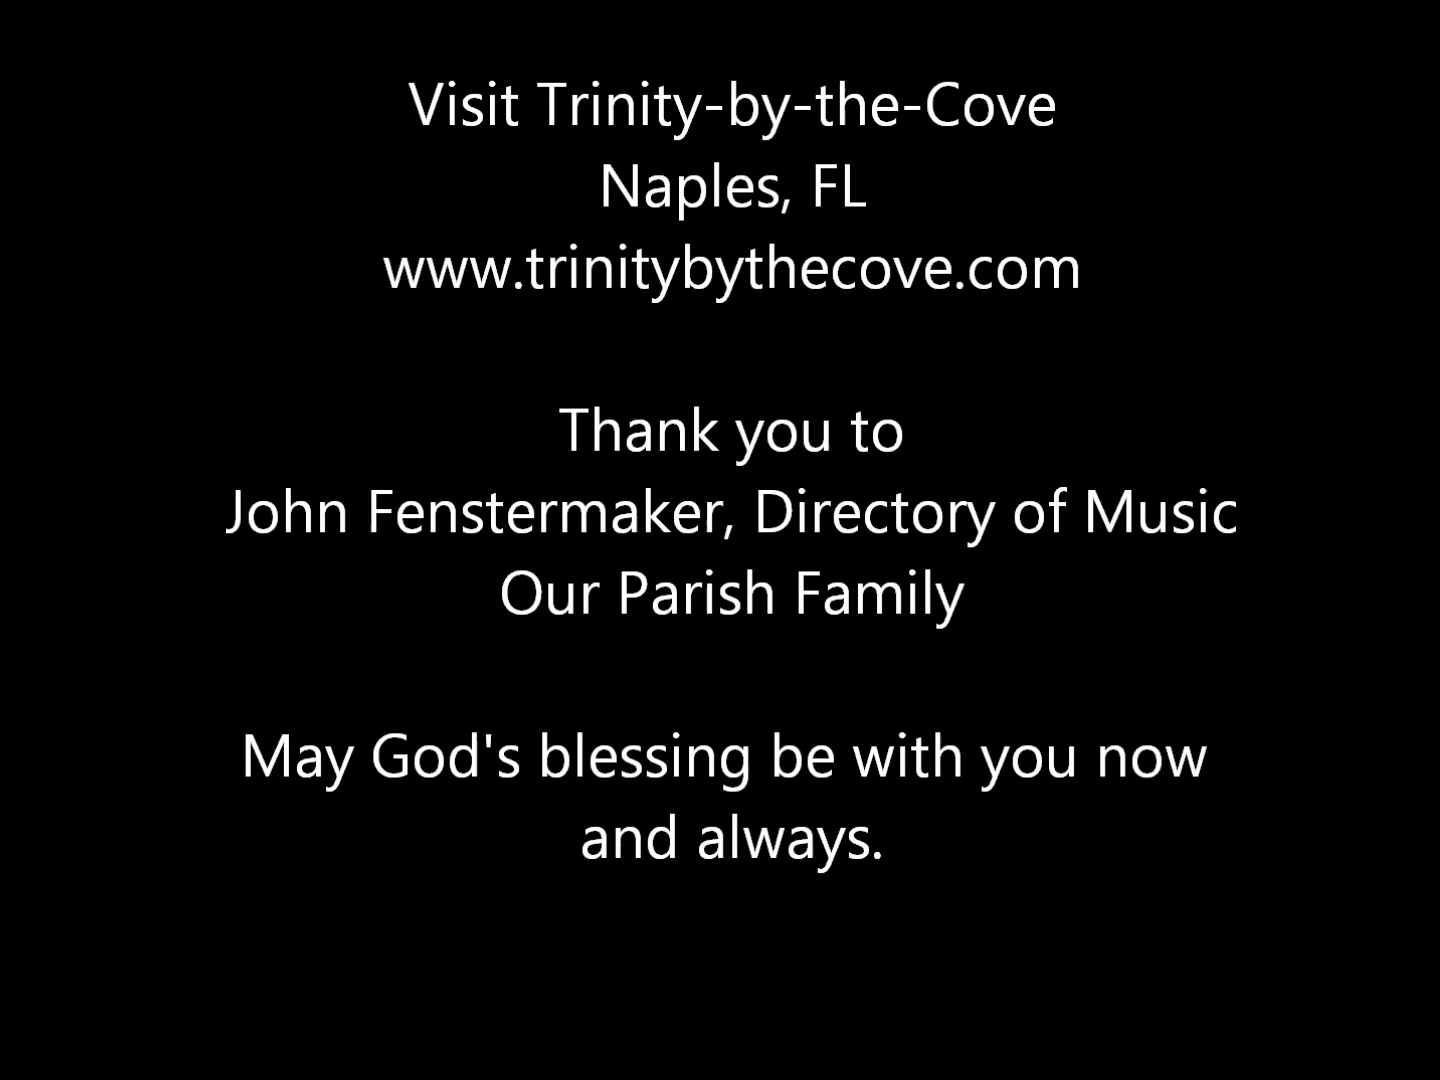 Visit Trinity-by-the-Cove
Naples, FL
www.trinitybythecove.com
Thank you to
John Fenstermaker, Directory of Music
Our Parish Family
May God's blessing be with you now
and always.